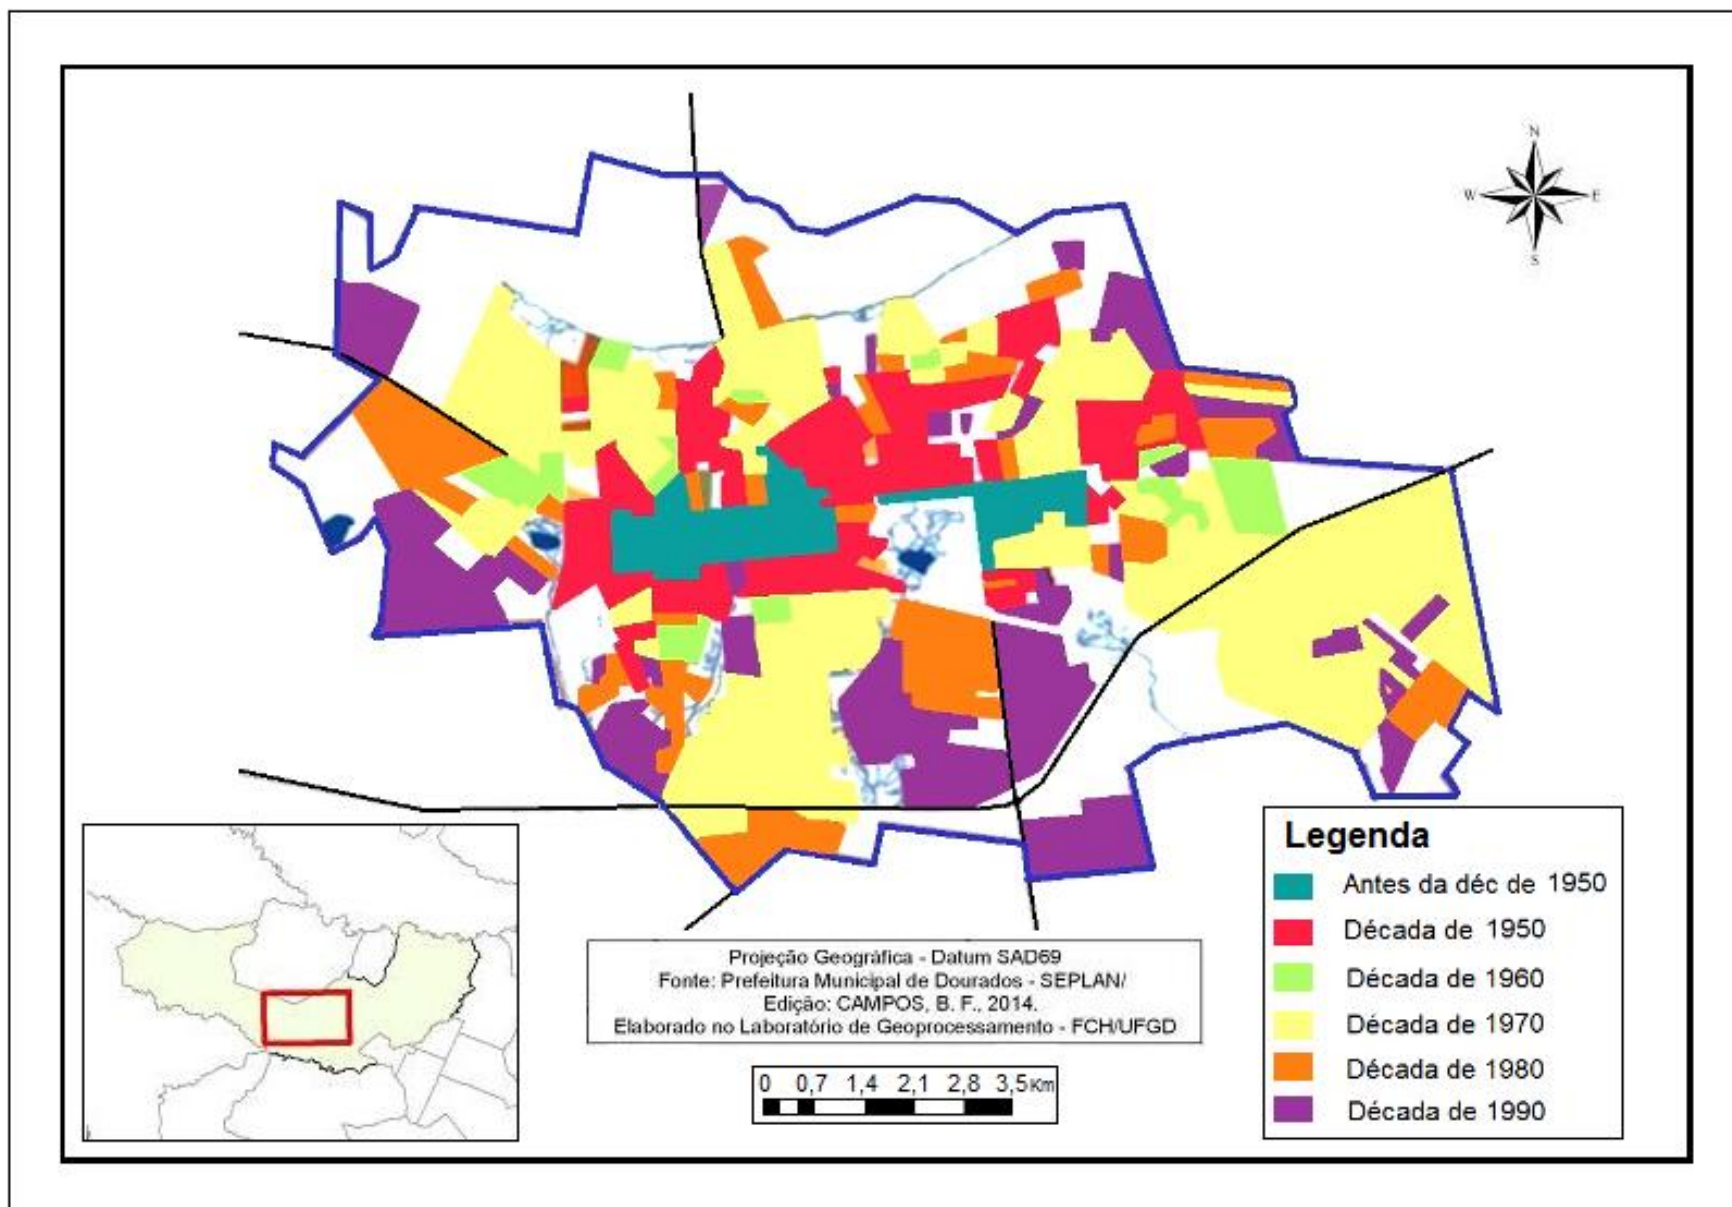 N
W E
S
Legenda
Antes da déc de 1950
Década de 1950
Década de 1960
Década de 1970
Década de 1980
Década de 1990
Projeção Geográfica - Datum SAD69
Fonte: Prefeitura Municipal de Dourados - SEPLAN/
Edição: CAMPOS, B. F., 2014.
Elaborado no Laboratório de Geoprocessamento - FCH/UFGD
0 0,7 1,4 2,1 2,8 3,5Km